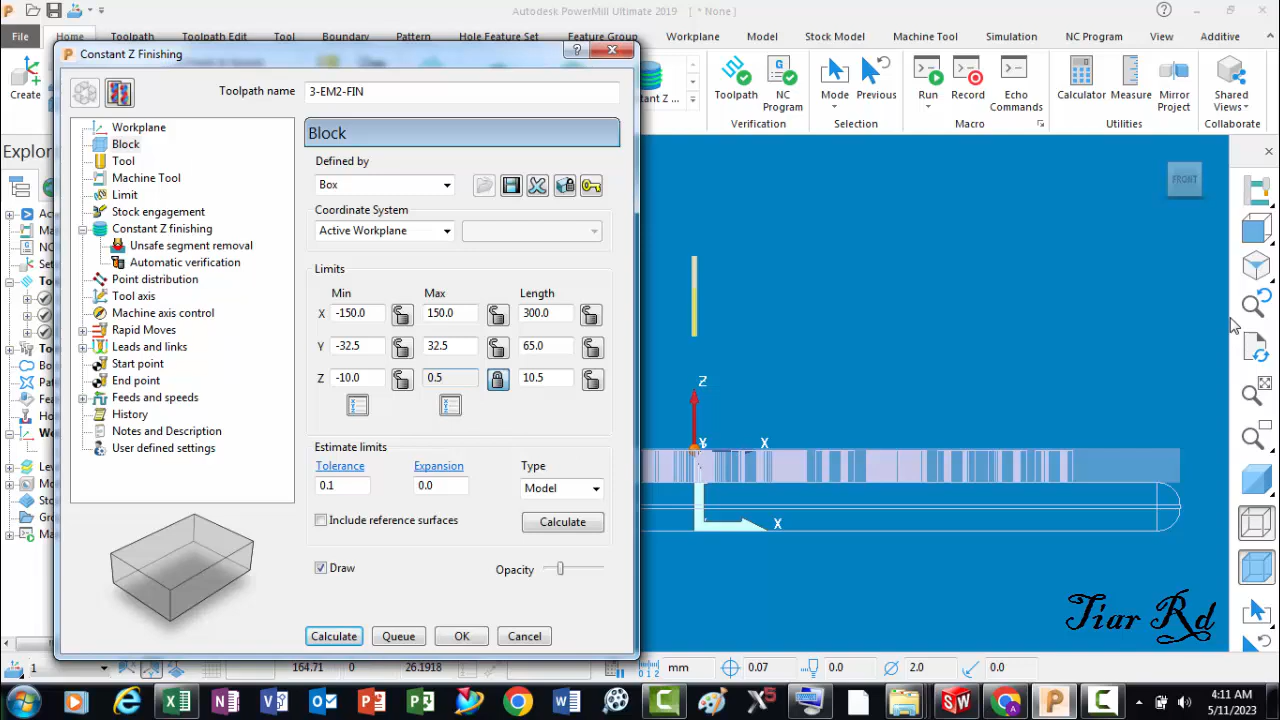 Autodesk PowerMill Ultimate 2019 [ * None ]
File
Home
Toolpath
Toolpath Edit
Tool
Boundary
Pattern
Hole Feature Set
Feature Group
Workplane
Model
Stock Model
Machine Tool
Simulation
NC Program
View
Additive
Create
Constant Z ...
Toolpath
NC Program
Mode
Previous
Run
Record
Echo Commands
Calculator
Measure
Mirror Project
Shared Views
Verification
Selection
Macro
Utilities
Collaborate
Constant Z Finishing
Toolpath name
3-EM2-FIN
Workplane
Block
Tool
Machine Tool
Limit
Stock engagement
Constant Z finishing
Unsafe segment removal
Automatic verification
Point distribution
Tool axis
Machine axis control
Rapid Moves
Leads and links
Start point
End point
Feeds and speeds
History
Notes and Description
User defined settings
Block
Defined by
Box
Coordinate System
Active Workplane
Limits
Min Max Length
X -150.0 150.0 300.0
Y -32.5 32.5 65.0
Z -10.0 0.5 10.5
Estimate limits
Tolerance Expansion Type
0.1 0.0 Model
Include reference surfaces
Calculate
Draw
Opacity
Calculate Queue OK Cancel
FRONT
Z
X
X
Tiar Rd
1
164.71 0 26.1918
mm
0.07
0.0
2.0
0.0
4:11 AM
5/11/2023